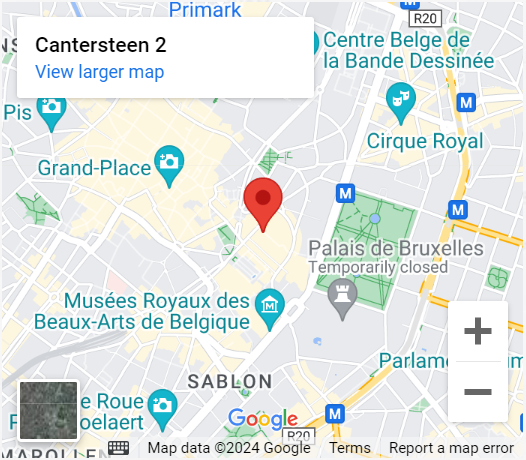 Primark
R20
Cantersteen 2
View larger map
Centre Belge de
la Bande Dessinée
Pis
M
Cirque Royal
Grand-Place
M
M
Palais de Bruxelles
Temporarily closed
Musées Royaux des
Beaux-Arts de Belgique
Parlam
SABLON
M
e Roue
oelaert
Google
R20
MAROLLEN
Map data ©2024 Google
Terms
Report a map error